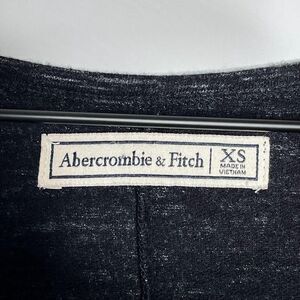 Abercrombie & Fitch
XS
MADE IN
VIETNAM